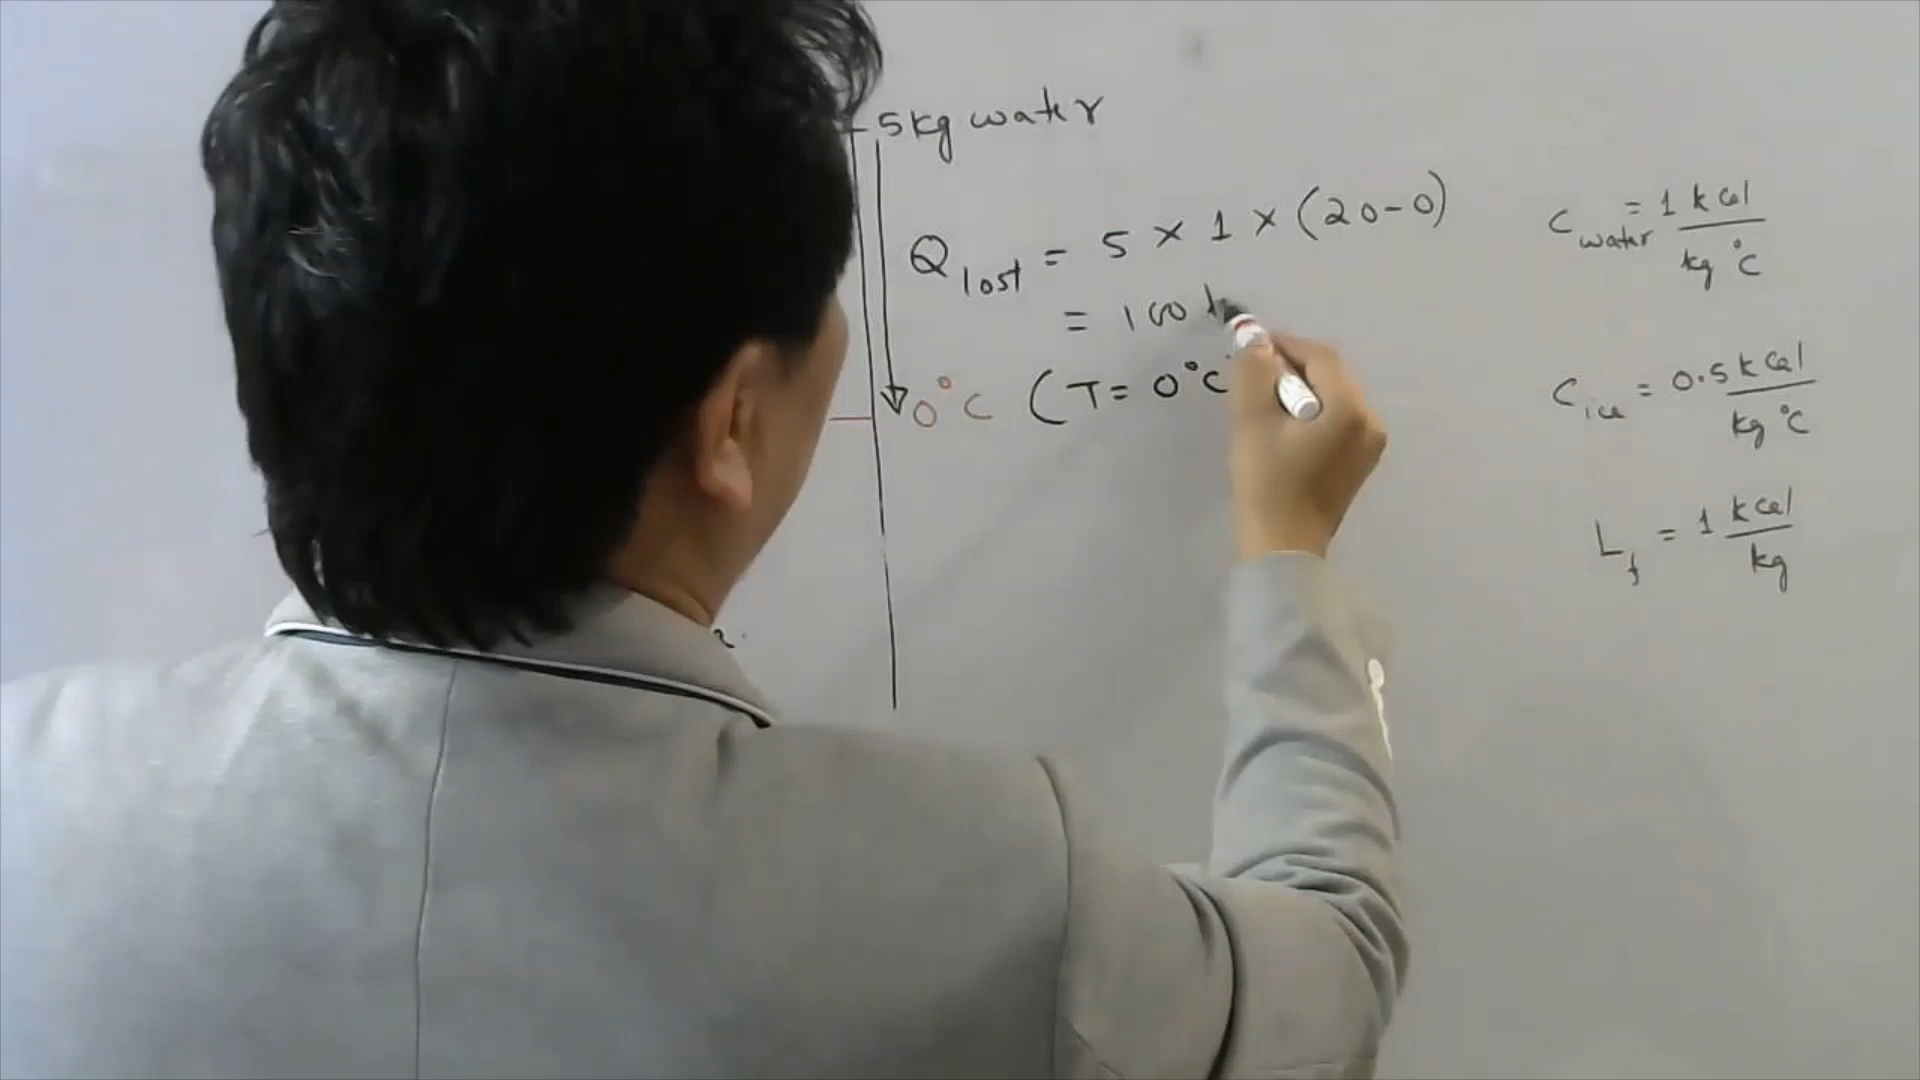 5kg water
Q lost = 5 × 1 × (20-0)
= 100 k
0°C (T = 0°C
C water = 1 kcal / kg °C
C ice = 0.5 kcal / kg °C
L f = 1 kcal / kg